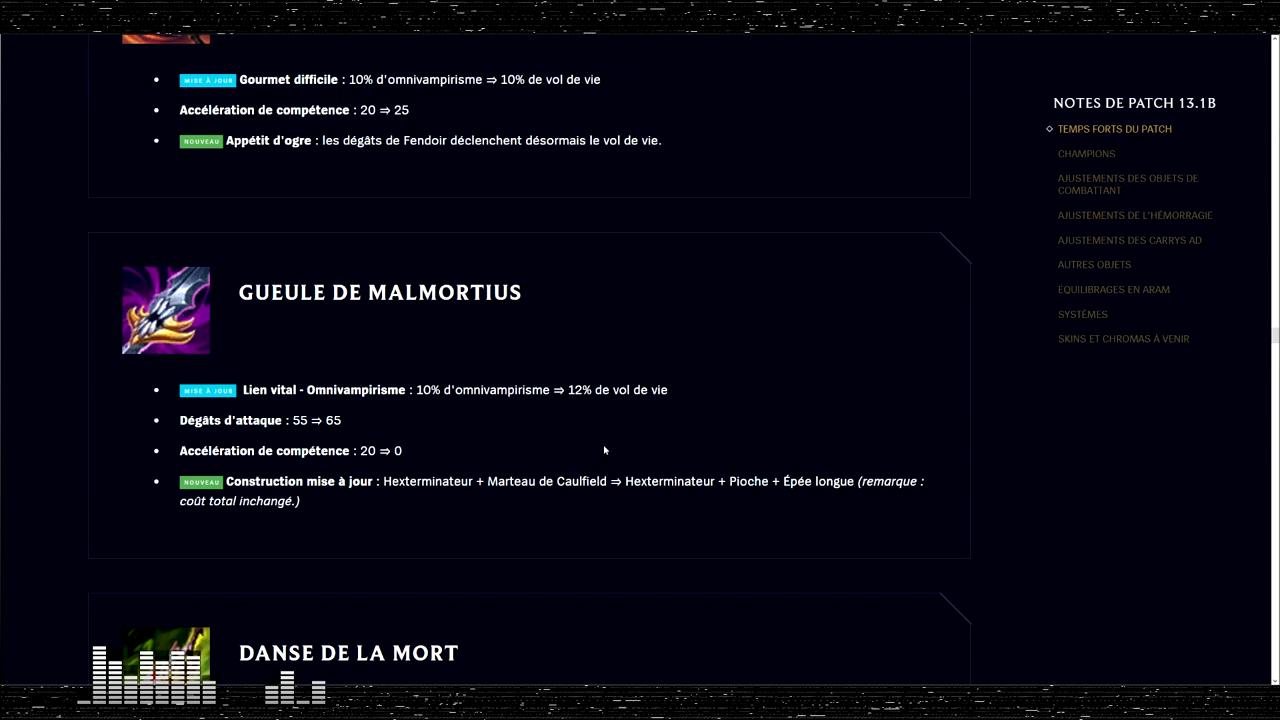 MISE À JOUR Gourmet difficile : 10% d'omnivampirisme ⇒ 10% de vol de vie
Accélération de compétence : 20 ⇒ 25
NOUVEAU Appétit d'ogre : les dégâts de Fendoir déclenchent désormais le vol de vie.
GUEULE DE MALMORTIUS
MISE À JOUR Lien vital - Omnivampirisme : 10% d'omnivampirisme ⇒ 12% de vol de vie
Dégâts d'attaque : 55 ⇒ 65
Accélération de compétence : 20 ⇒ 0
NOUVEAU Construction mise à jour : Hexterminateur + Marteau de Caulfield ⇒ Hexterminateur + Pioche + Épée longue (remarque :
coût total inchangé.)
DANSE DE LA MORT
NOTES DE PATCH 13.1B
TEMPS FORTS DU PATCH
CHAMPIONS
AJUSTEMENTS DES OBJETS DE
COMBATTANT
AJUSTEMENTS DE L'HÉMORRAGIE
AJUSTEMENTS DES CARRYS AD
AUTRES OBJETS
ÉQUILIBRAGES EN ARAM
SYSTÈMES
SKINS ET CHROMAS À VENIR